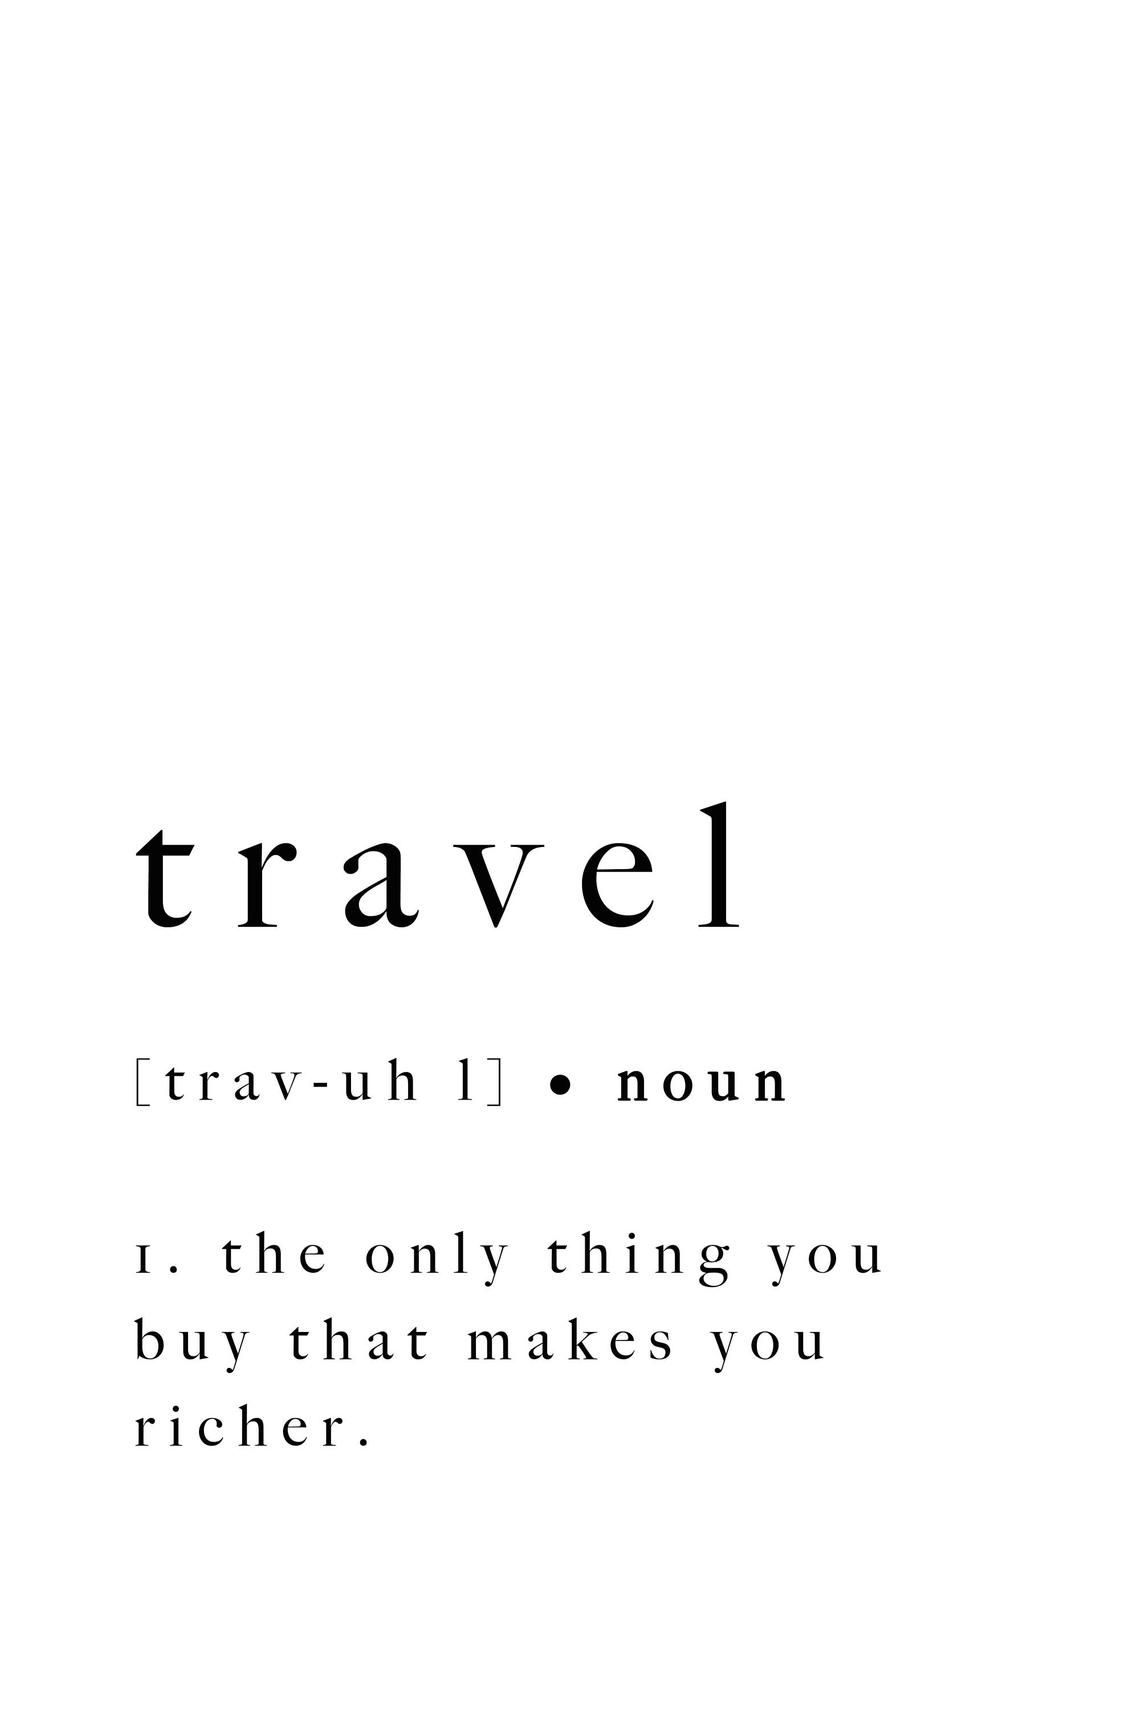 travel
[trav-uh l] • noun
1. the only thing you
buy that makes you
richer.